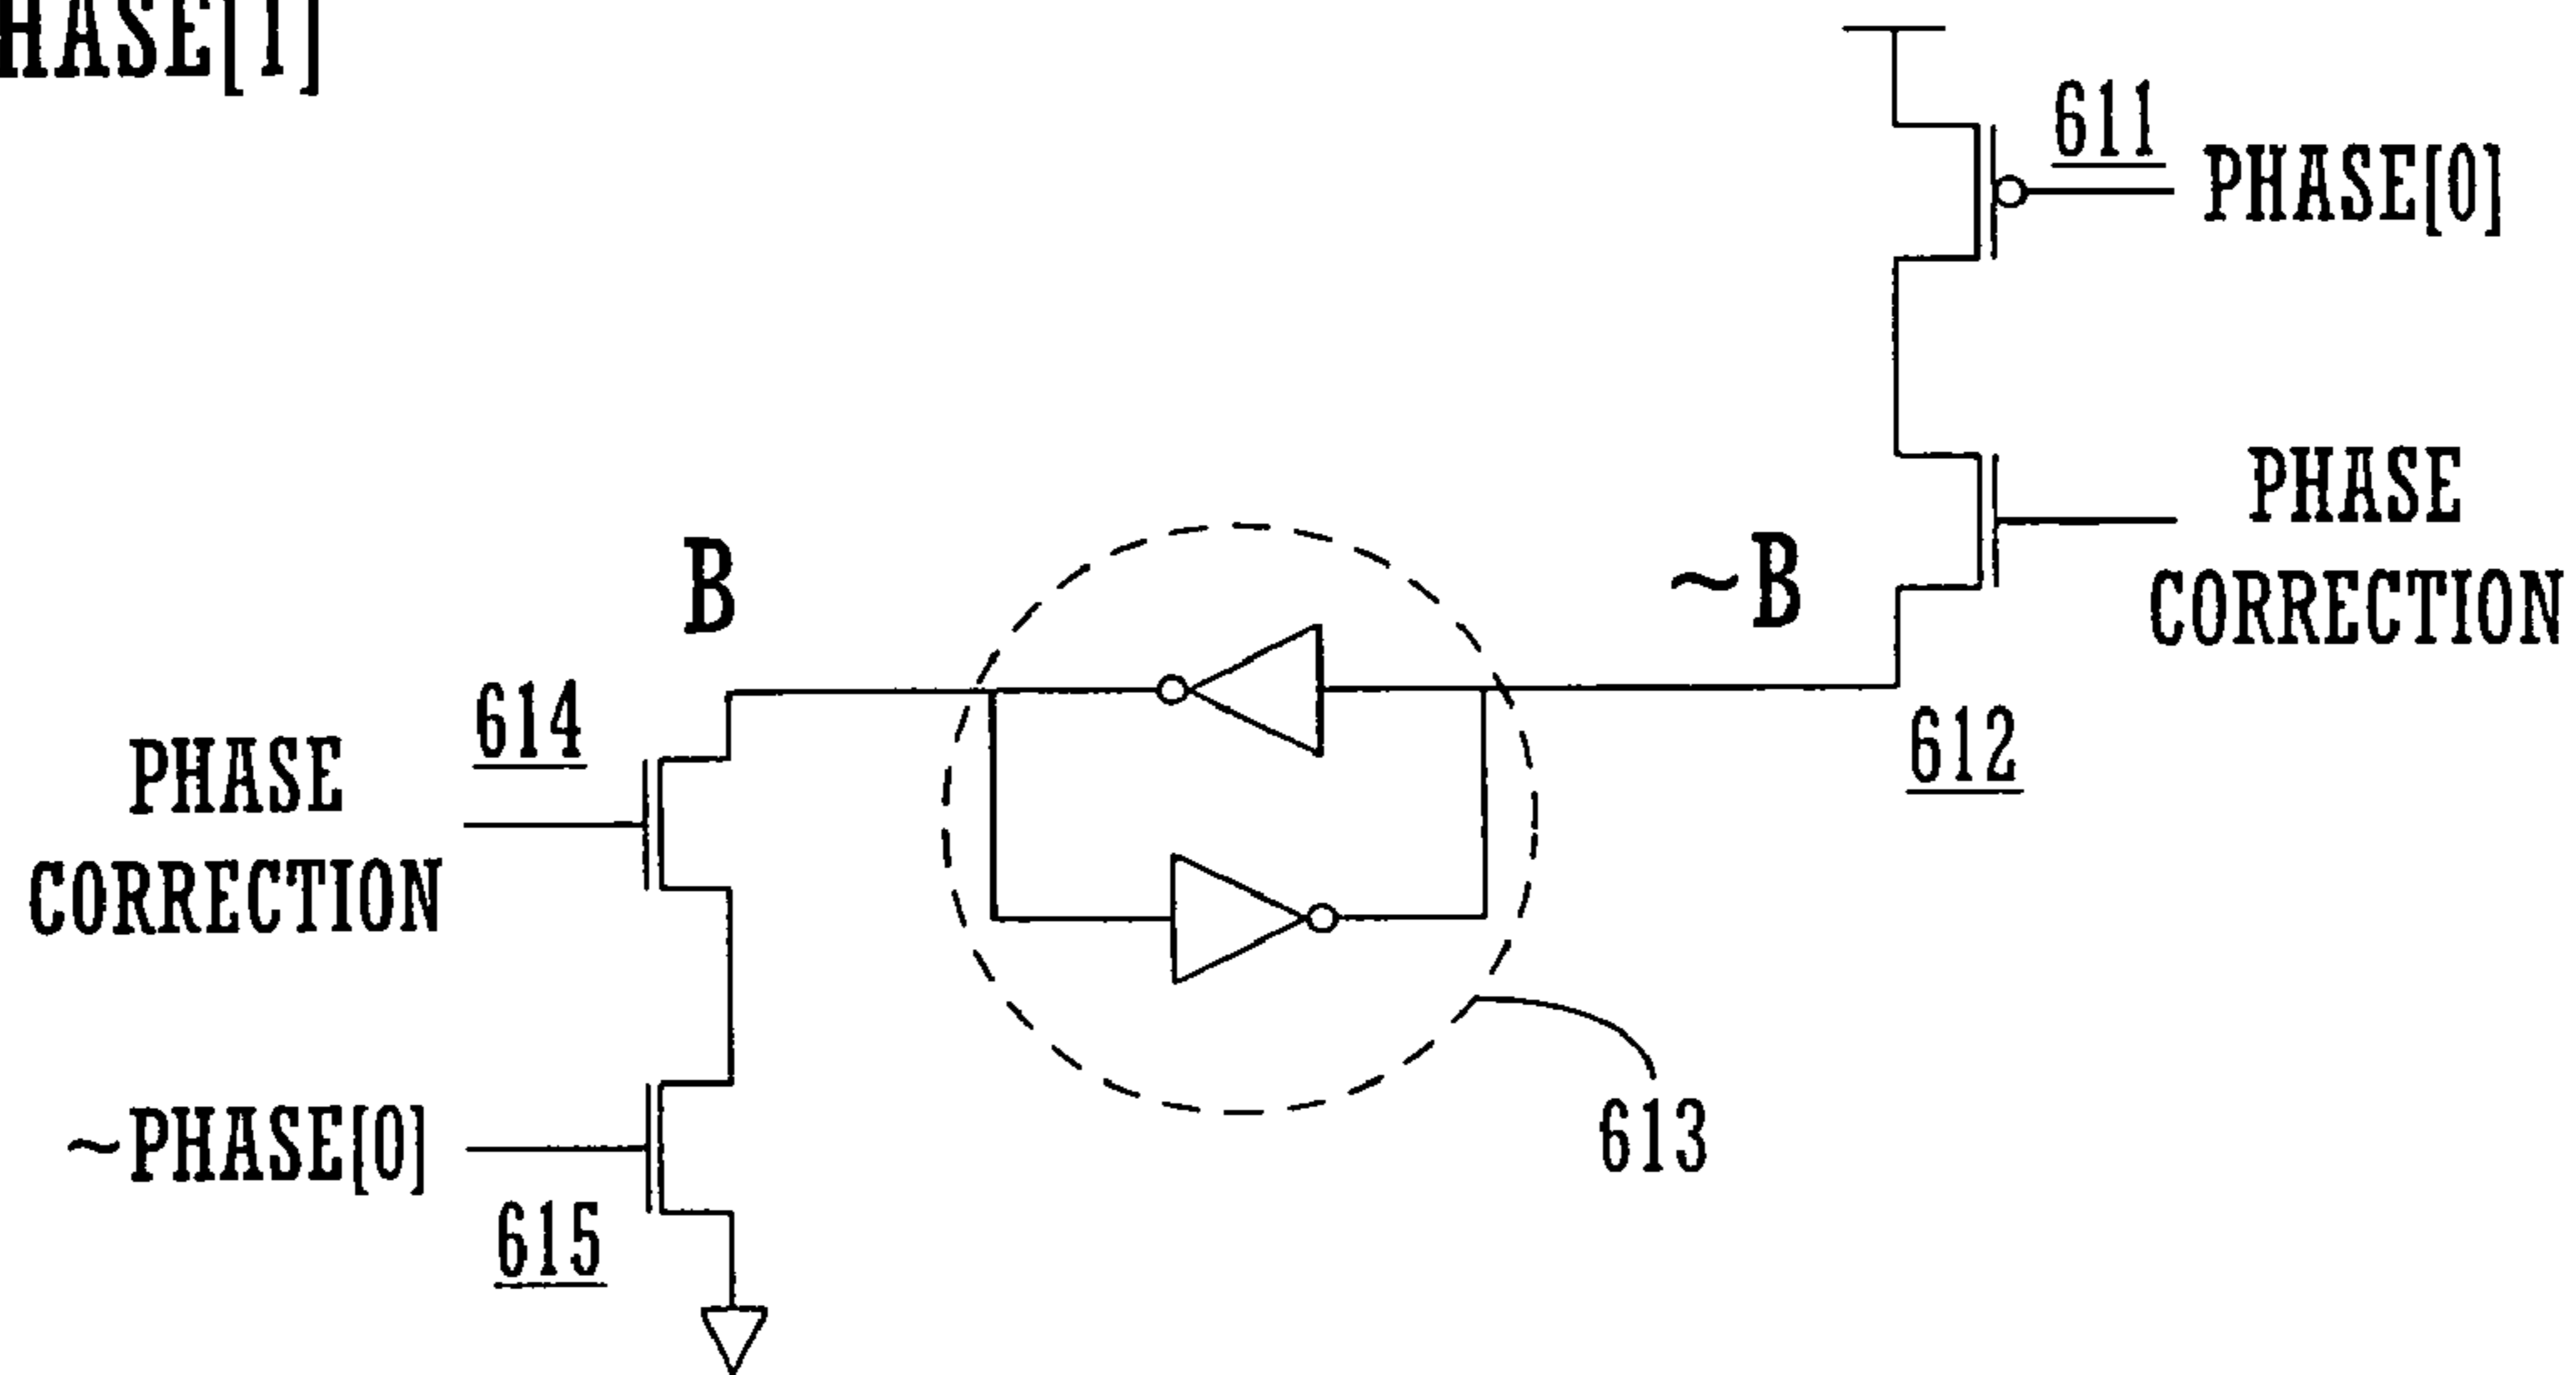 HASE[1]
611
PHASE[0]
PHASE
CORRECTION
B
~B
614
612
PHASE
CORRECTION
~PHASE[0]
613
615